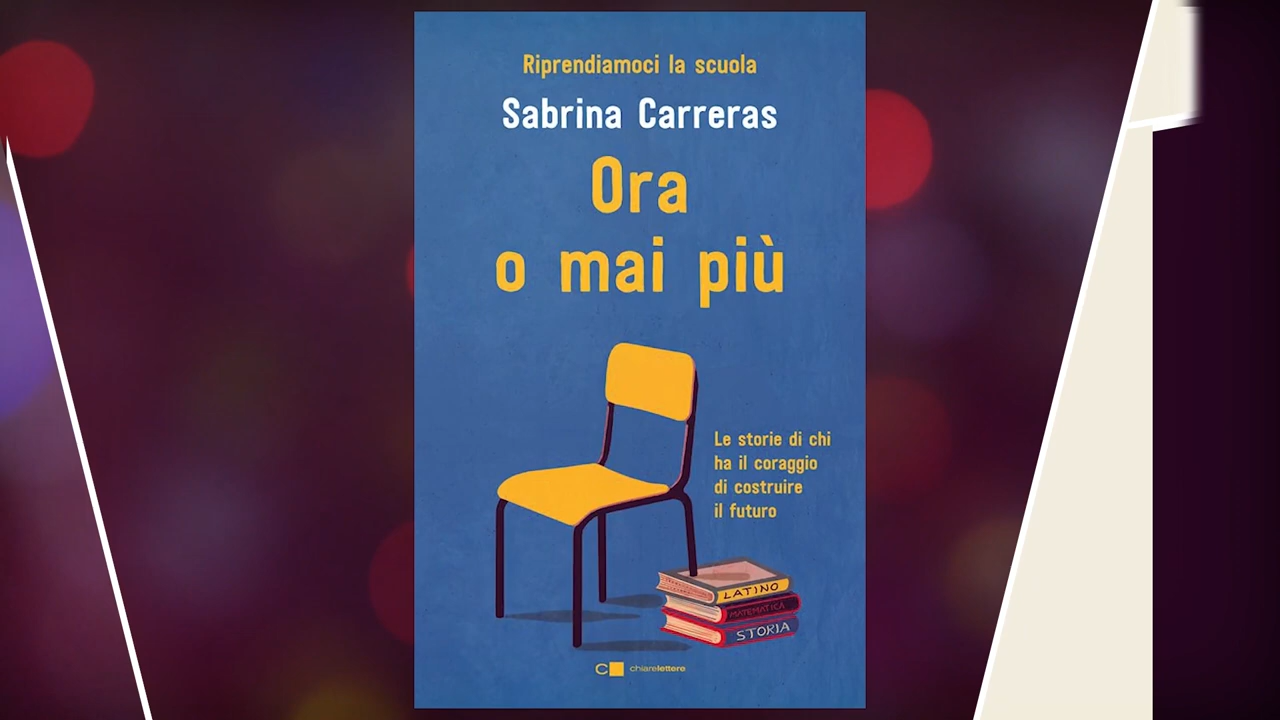 Riprendiamoci la scuola
Sabrina Carreras
Ora
o mai più
Le storie di chi
ha il coraggio
di costruire
il futuro
LATINO
MATEMATICA
STORIA
C chiarelettere